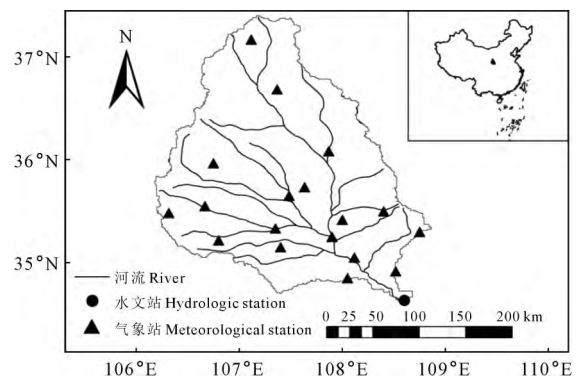 N
37°N
36°N
35°N
河流 River
水文站 Hydrologic station
气象站 Meteorological station
0 25 50 100 150 200 km
106°E 107°E 108°E 109°E 110°E